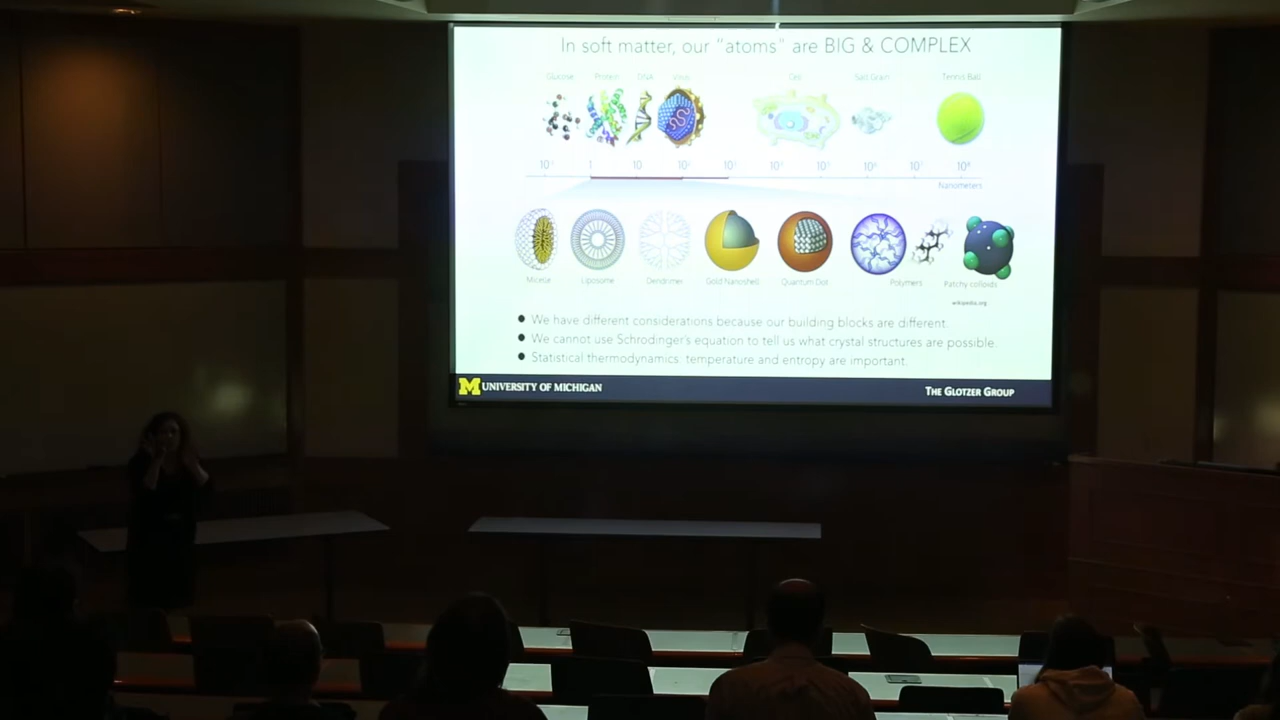 In soft matter, our "atoms" are BIG & COMPLEX
Glucose Protein DNA Virus Cell Salt Grain Tennis Ball
1 10
Nanometers
Micelle Liposome Dendrimer Gold Nanoshell Quantum Dot Polymers Patchy colloids
wikipedia.org
We have different considerations because our building blocks are different.
We cannot use Schrodinger's equation to tell us what crystal structures are possible.
Statistical thermodynamics: temperature and entropy are important.
M UNIVERSITY OF MICHIGAN THE GLOTZER GROUP